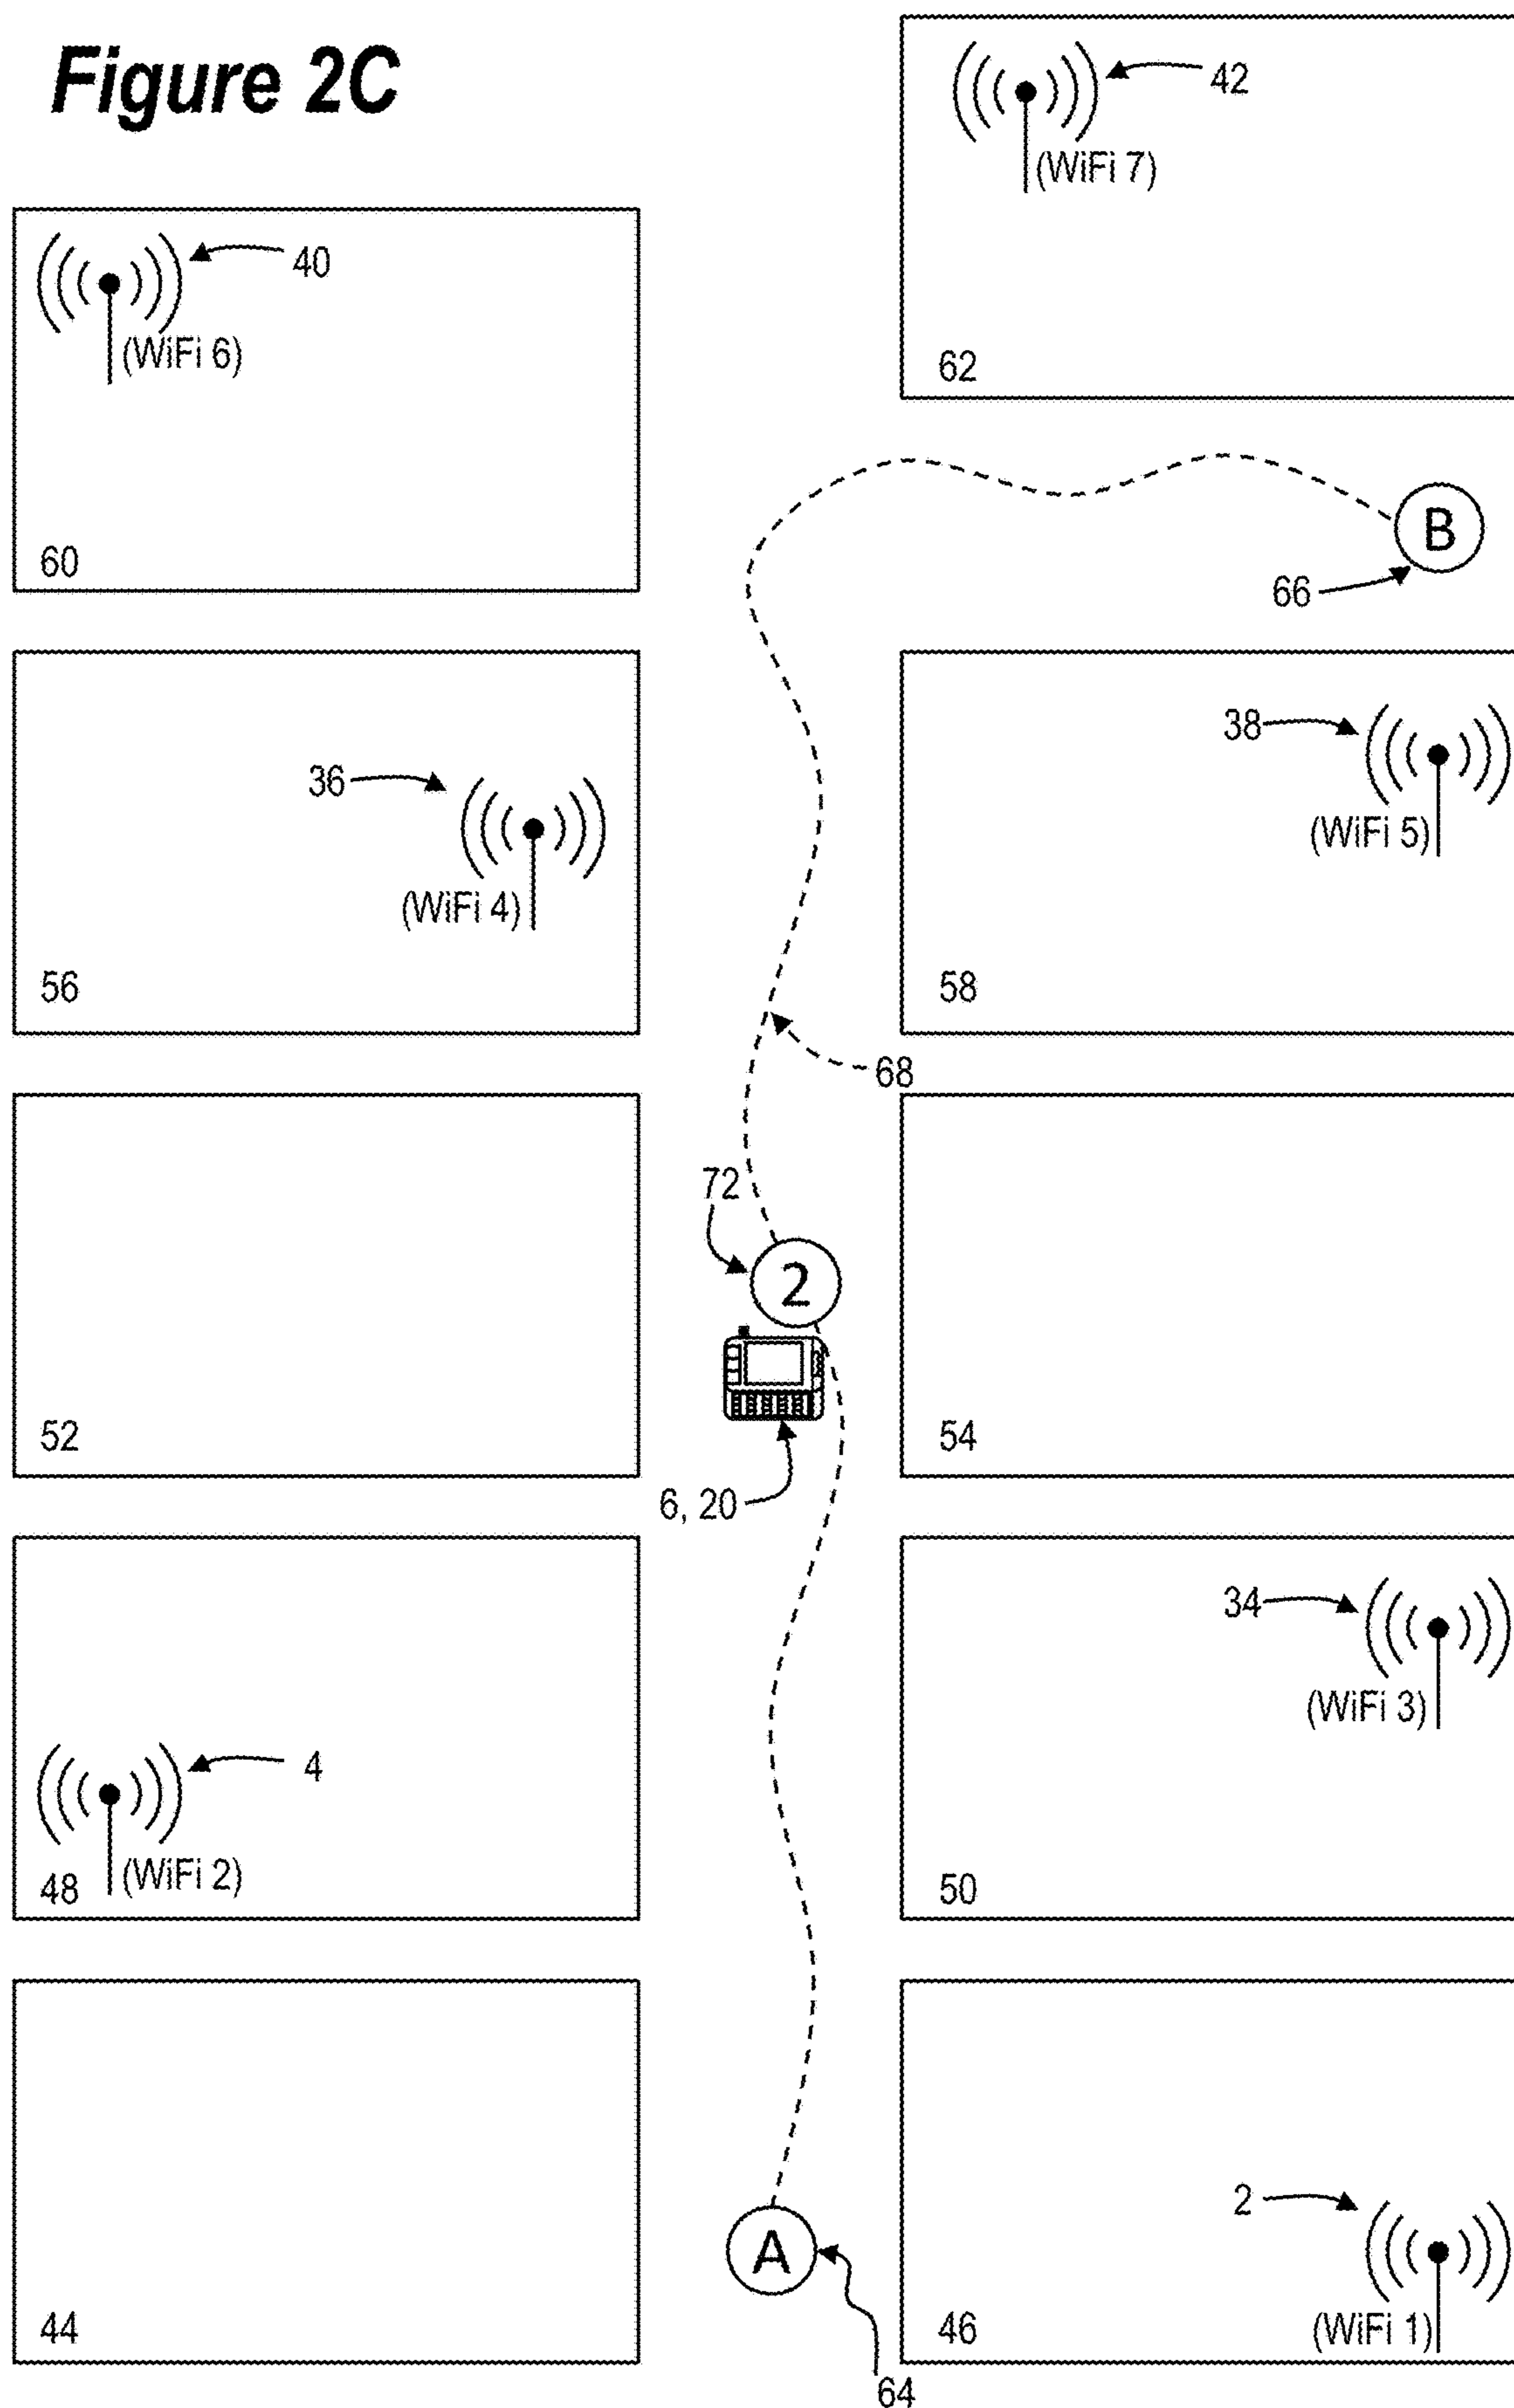 Figure 2C
42
(WiFi 7)
40
(WiFi 6)
62
B
60
66
38
36
(WiFi 5)
(WiFi 4)
56
58
68
72
2
52
54
6, 20
34
(WiFi 3)
4
48
(WiFi 2)
50
2
A
44
46
(WiFi 1)
64